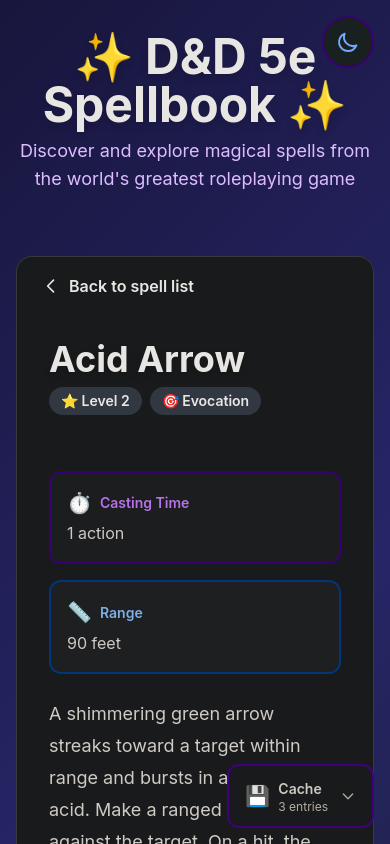 ✨ D&D 5e
Spellbook ✨
Discover and explore magical spells from
the world's greatest roleplaying game
Back to spell list
Acid Arrow
⭐ Level 2
🎯 Evocation
⏱️ Casting Time
1 action
📏 Range
90 feet
A shimmering green arrow
streaks toward a target within
range and bursts in a
acid. Make a ranged
against the target. On a hit, the
💾 Cache
3 entries